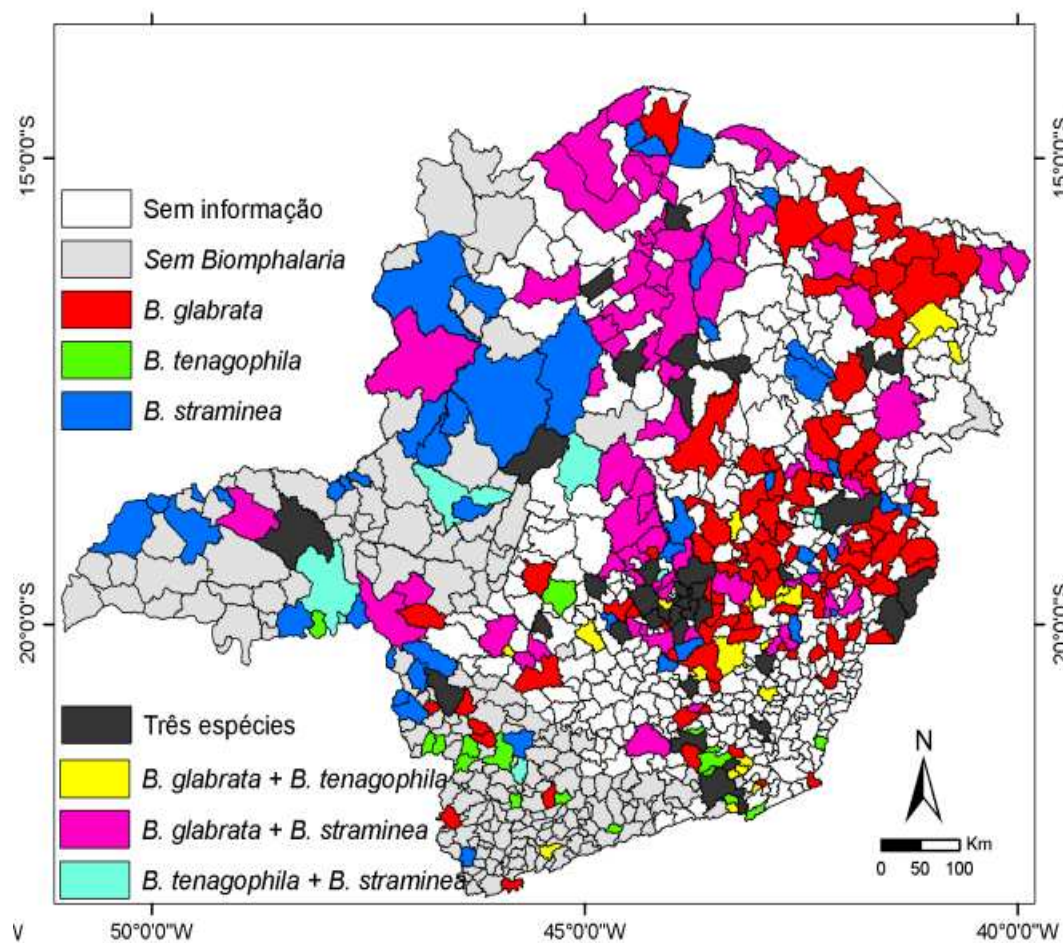 15°0'0"S
15°0'0"S
Sem informação
Sem Biomphalaria
B. glabrata
B. tenagophila
B. straminea
20°0'0"S
20°0'0"S
Três espécies
B. glabrata + B. tenagophila
B. glabrata + B. straminea
B. tenagophila + B. straminea
N
Km
0 50 100
W
50°0'0"W
45°0'0"W
40°0'0"W